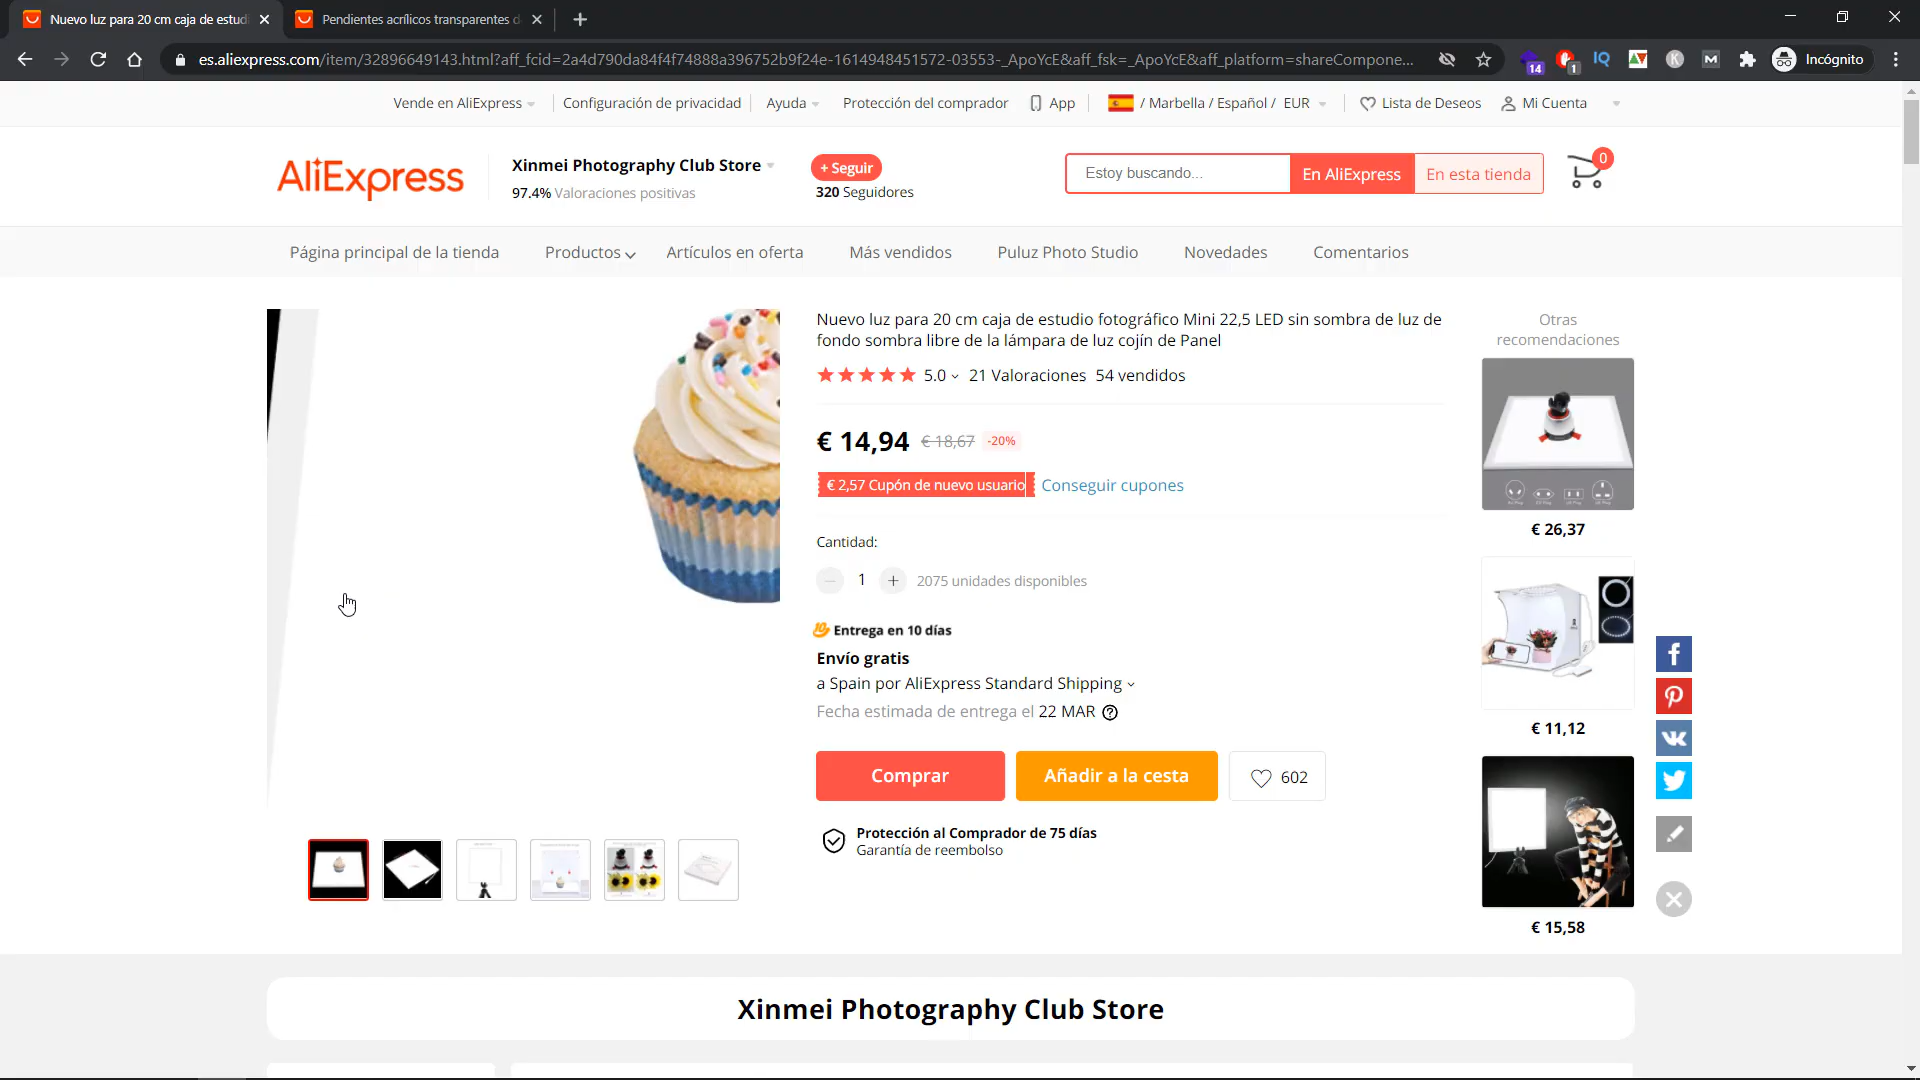 Nuevo luz para 20 cm caja de estudi
Pendientes acrílicos transparentes d
es.aliexpress.com/item/32896649143.html?aff_fcid=2a4d790da84f4f74888a396752b9f24e-1614948451572-03553-_ApoYcE&aff_fsk=_ApoYcE&aff_platform=shareCompone...
14
1
IQ
K
M
Incógnito
Vende en AliExpress
Configuración de privacidad
Ayuda
Protección del comprador
App
/ Marbella / Español / EUR
Lista de Deseos
Mi Cuenta
AliExpress
Xinmei Photography Club Store
97.4% Valoraciones positivas
+ Seguir
320 Seguidores
Estoy buscando...
En AliExpress
En esta tienda
0
Página principal de la tienda
Productos
Artículos en oferta
Más vendidos
Puluz Photo Studio
Novedades
Comentarios
Nuevo luz para 20 cm caja de estudio fotográfico Mini 22,5 LED sin sombra de luz de
fondo sombra libre de la lámpara de luz cojín de Panel
5.0
21 Valoraciones
54 vendidos
€ 14,94
€ 18,67
-20%
€ 2,57 Cupón de nuevo usuario
Conseguir cupones
Cantidad:
1
2075 unidades disponibles
Entrega en 10 días
Envío gratis
a Spain por AliExpress Standard Shipping
Fecha estimada de entrega el 22 MAR
Comprar
Añadir a la cesta
602
Protección al Comprador de 75 días
Garantía de reembolso
Otras
recomendaciones
€ 26,37
€ 11,12
€ 15,58
Xinmei Photography Club Store